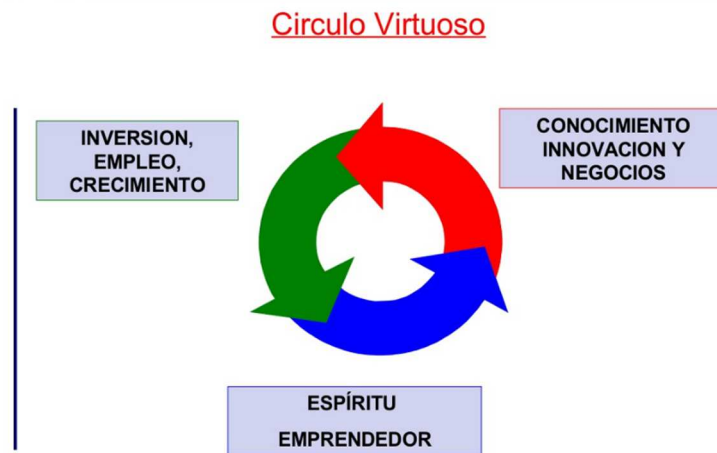 Circulo Virtuoso
INVERSION,
EMPLEO,
CRECIMIENTO
CONOCIMIENTO
INNOVACION Y
NEGOCIOS
ESPÍRITU
EMPRENDEDOR